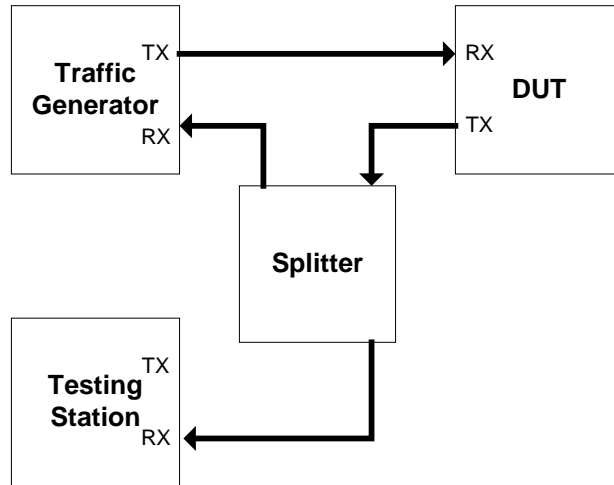 TX
Traffic
Generator
RX
RX
DUT
TX
Splitter
TX
Testing
Station
RX